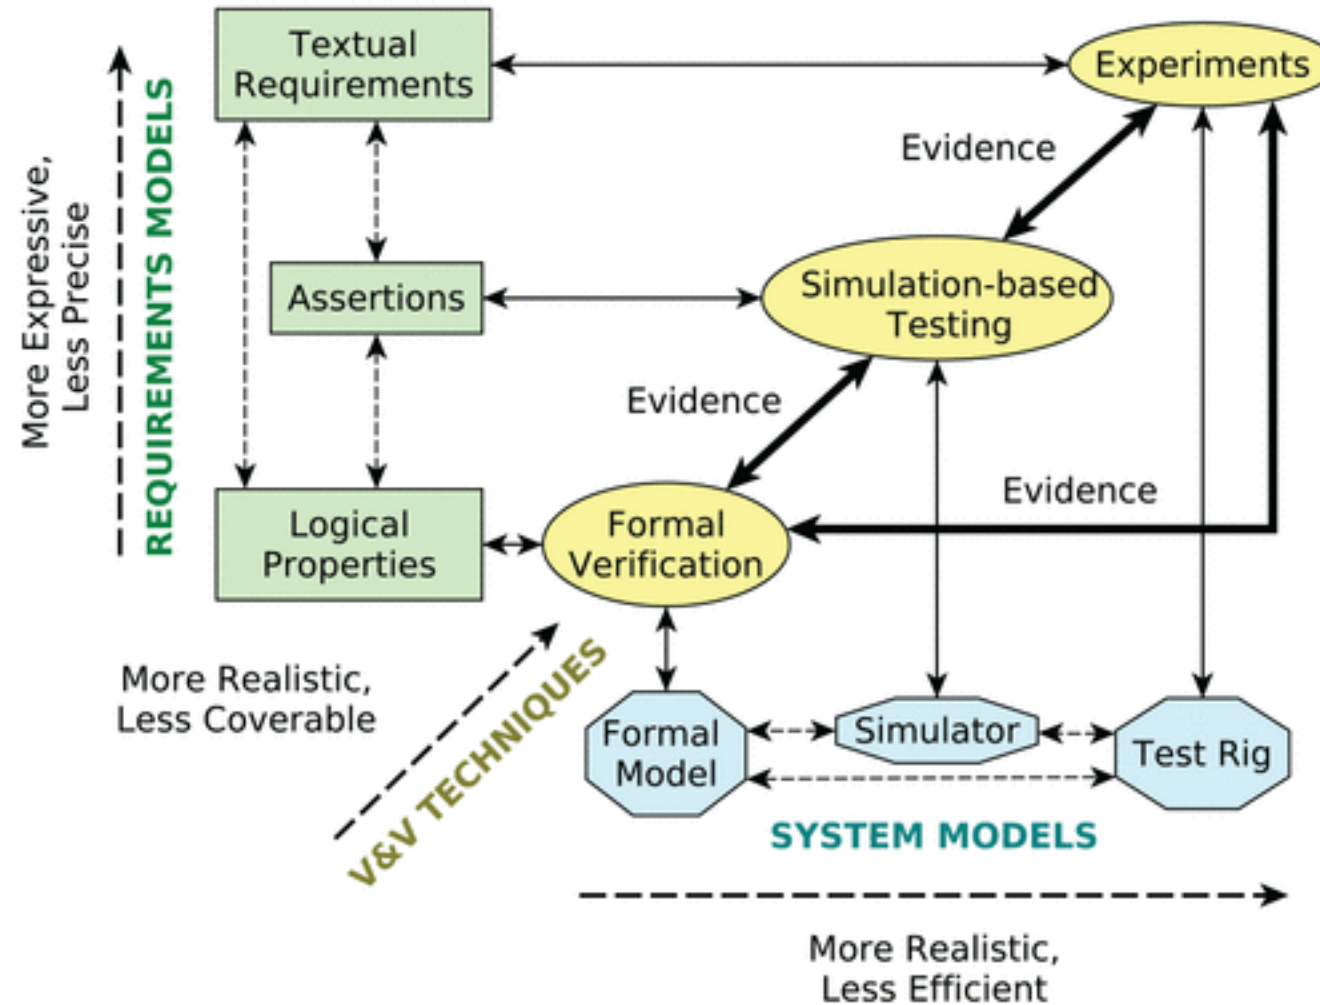 Textual
Requirements
Experiments
Evidence
More Expressive,
Less Precise
REQUIREMENTS MODELS
Assertions
Simulation-based
Testing
Evidence
Evidence
Logical
Properties
Formal
Verification
More Realistic,
Less Coverable
V&V TECHNIQUES
Formal
Model
Simulator
Test Rig
SYSTEM MODELS
More Realistic,
Less Efficient